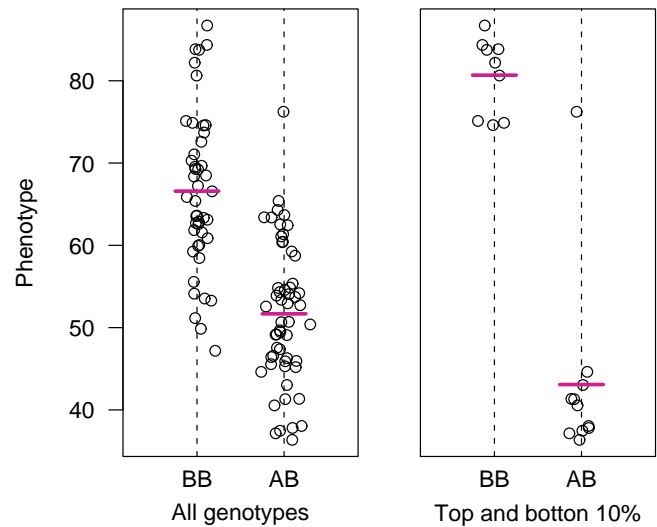 80
70
60
50
40
Phenotype
BB AB
BB AB
All genotypes
Top and botton 10%